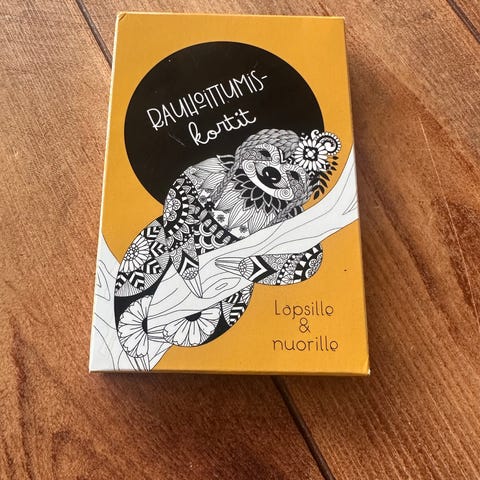 RAUHOITTUMIS-
kortit
Lapsille
&
nuorille